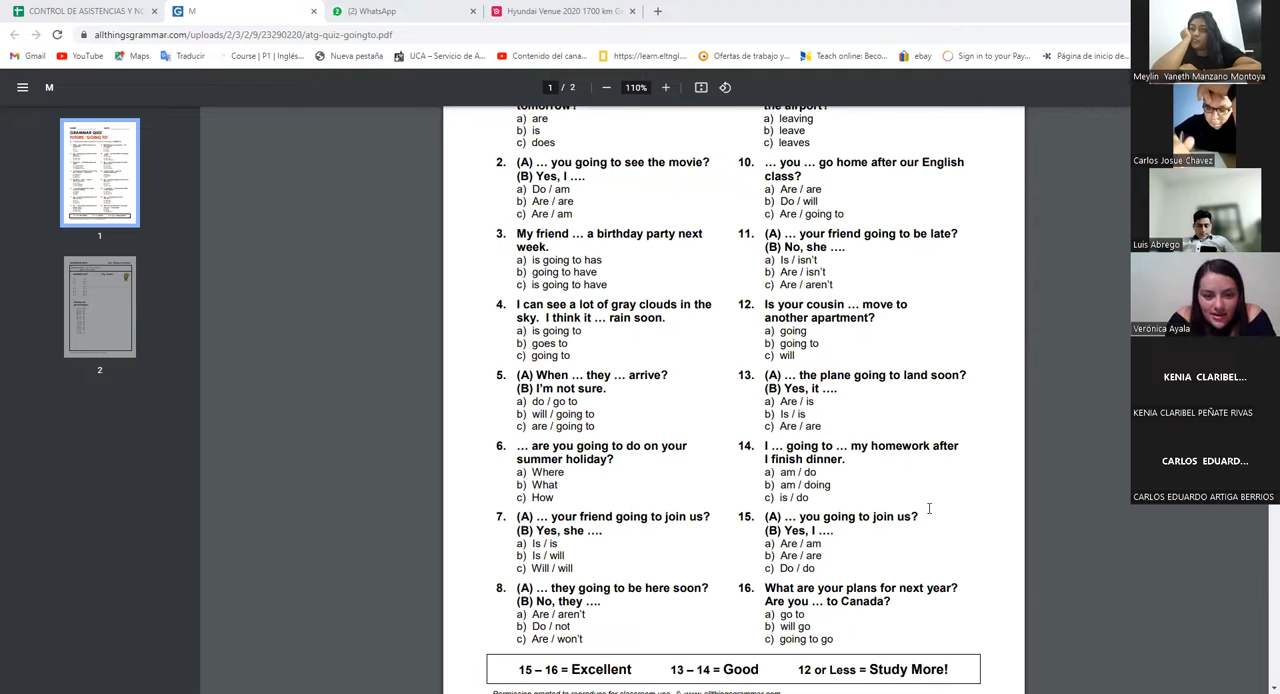 CONTROL DE ASISTENCIAS Y NO
M
(2) WhatsApp
Hyundai Venue 2020 1700 km Ga
allthingsgrammar.com/uploads/2/3/2/9/23290220/atg-quiz-goingto.pdf
Gmail
YouTube
Maps
Traducir
Course | P1 | Inglés...
Nueva pestaña
UCA – Servicio de A...
Contenido del cana...
https://learn.eltngl...
Ofertas de trabajo y...
Teach online: Beco...
ebay
Sign in to your Pay...
Página de inicio de...
M
1 / 2
110%
1
2
tomorrow?
a) are
b) is
c) does
2. (A) … you going to see the movie?
(B) Yes, I ….
a) Do / am
b) Are / are
c) Are / am
3. My friend … a birthday party next
week.
a) is going to has
b) going to have
c) is going to have
4. I can see a lot of gray clouds in the
sky. I think it … rain soon.
a) is going to
b) goes to
c) going to
5. (A) When … they … arrive?
(B) I'm not sure.
a) do / go to
b) will / going to
c) are / going to
6. … are you going to do on your
summer holiday?
a) Where
b) What
c) How
7. (A) … your friend going to join us?
(B) Yes, she ….
a) Is / is
b) Is / will
c) Will / will
8. (A) … they going to be here soon?
(B) No, they ….
a) Are / aren't
b) Do / not
c) Are / won't
the airport?
a) leaving
b) leave
c) leaves
10. … you … go home after our English
class?
a) Are / are
b) Do / will
c) Are / going to
11. (A) … your friend going to be late?
(B) No, she ….
a) Is / isn't
b) Are / isn't
c) Are / aren't
12. Is your cousin … move to
another apartment?
a) going
b) going to
c) will
13. (A) … the plane going to land soon?
(B) Yes, it ….
a) Are / is
b) Is / is
c) Are / are
14. I … going to … my homework after
I finish dinner.
a) am / do
b) am / doing
c) is / do
15. (A) … you going to join us?
(B) Yes, I ….
a) Are / am
b) Are / are
c) Do / do
16. What are your plans for next year?
Are you … to Canada?
a) go to
b) will go
c) going to go
15 – 16 = Excellent 13 – 14 = Good 12 or Less = Study More!
Permission granted to reproduce for classroom use. © www.allthingsgrammar.com
Meylin Yaneth Manzano Montoya
Carlos Josue Chavez
Luis Abrego
Verónica Ayala
KENIA CLARIBEL...
KENIA CLARIBEL PEÑATE RIVAS
CARLOS EDUARD...
CARLOS EDUARDO ARTIGA BERRIOS